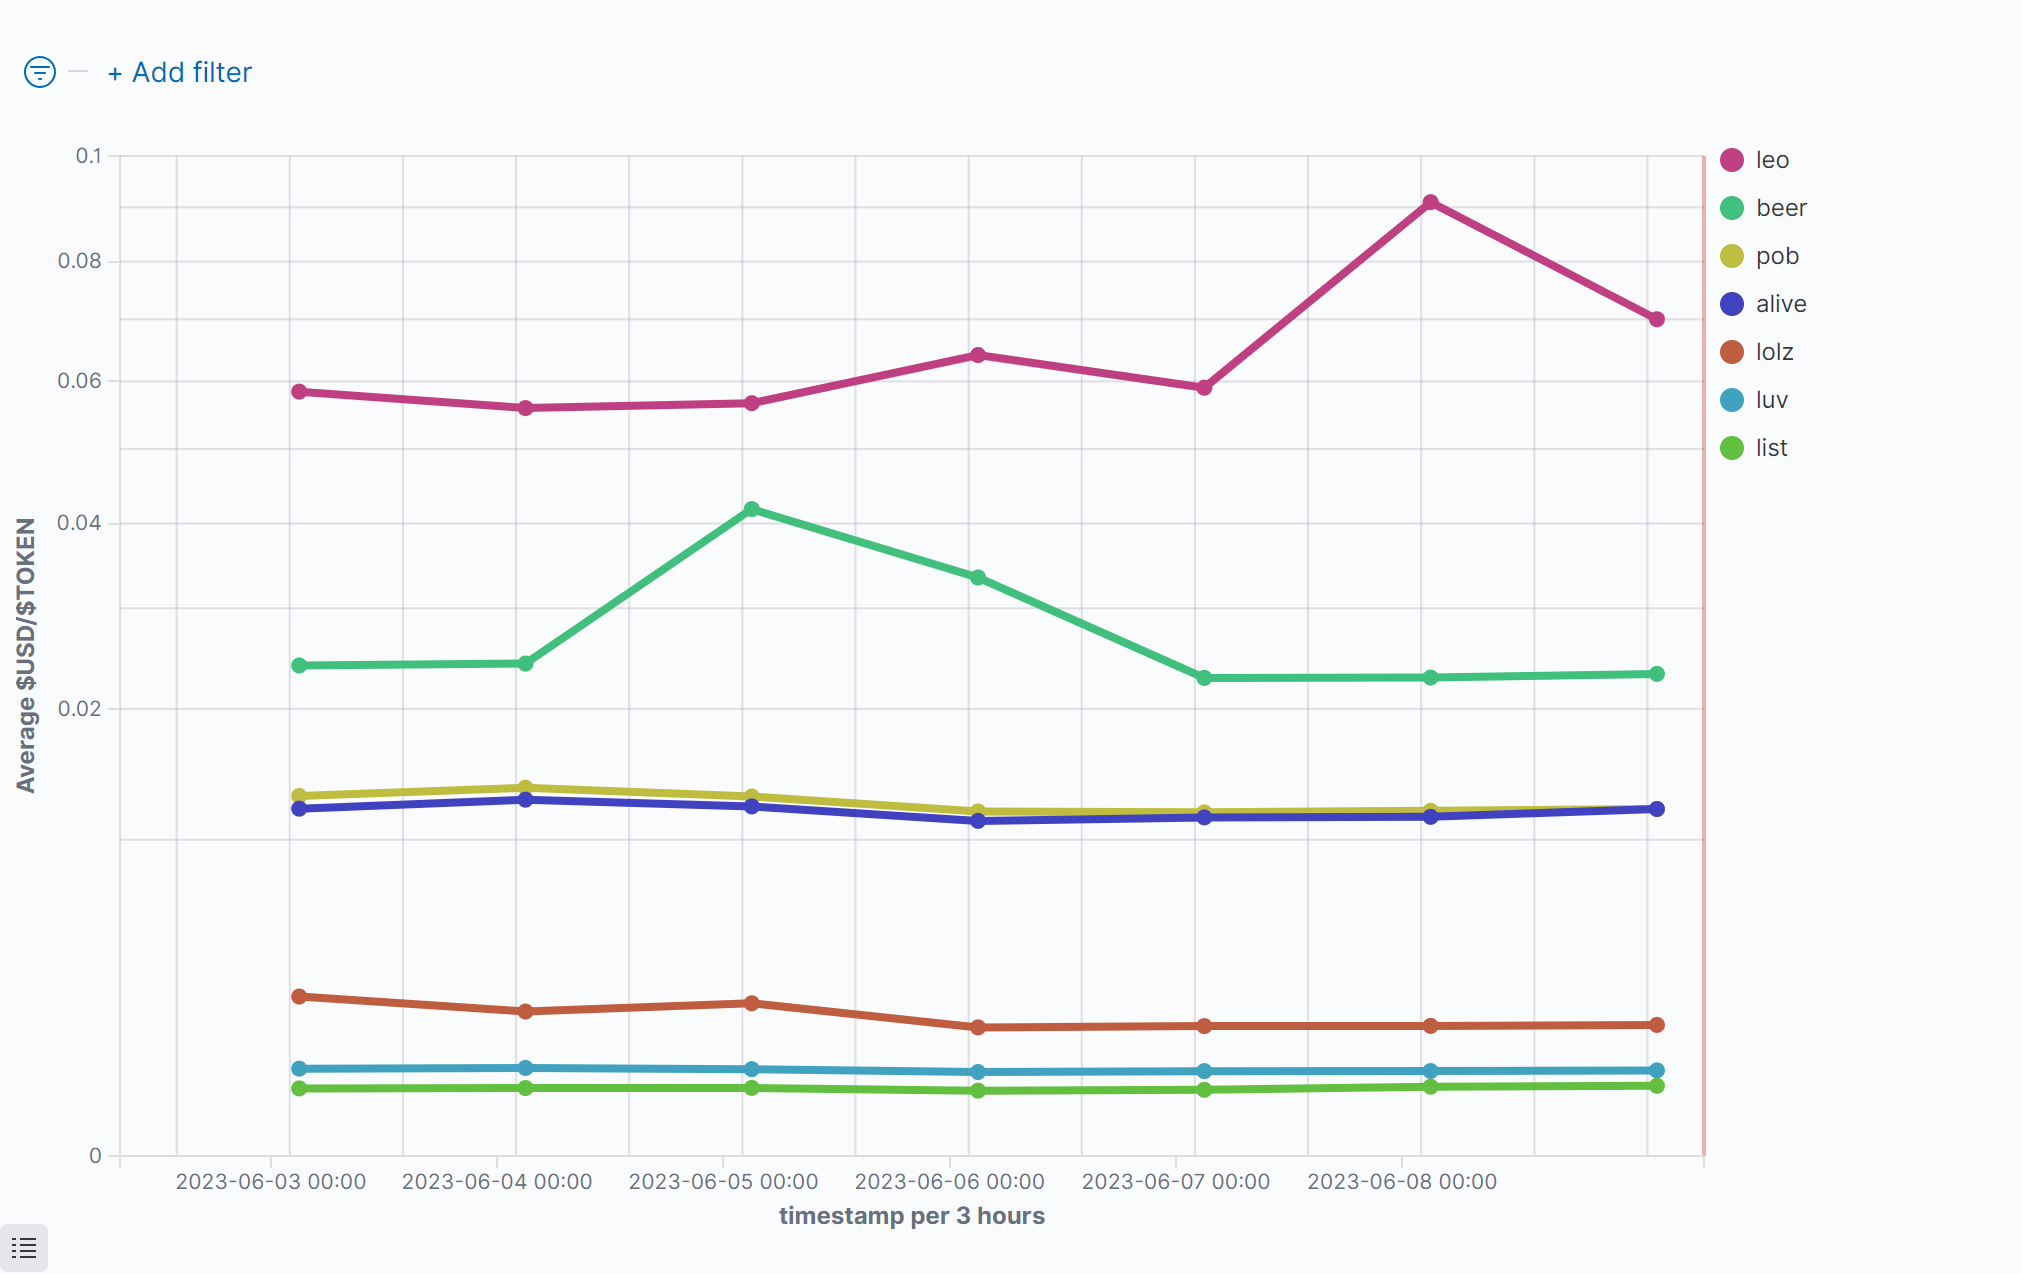 + Add filter
0.1
0.08
0.06
0.04
0.02
0
Average $USD/$TOKEN
2023-06-03 00:00
2023-06-04 00:00
2023-06-05 00:00
2023-06-06 00:00
2023-06-07 00:00
2023-06-08 00:00
timestamp per 3 hours
leo
beer
pob
alive
lolz
luv
list